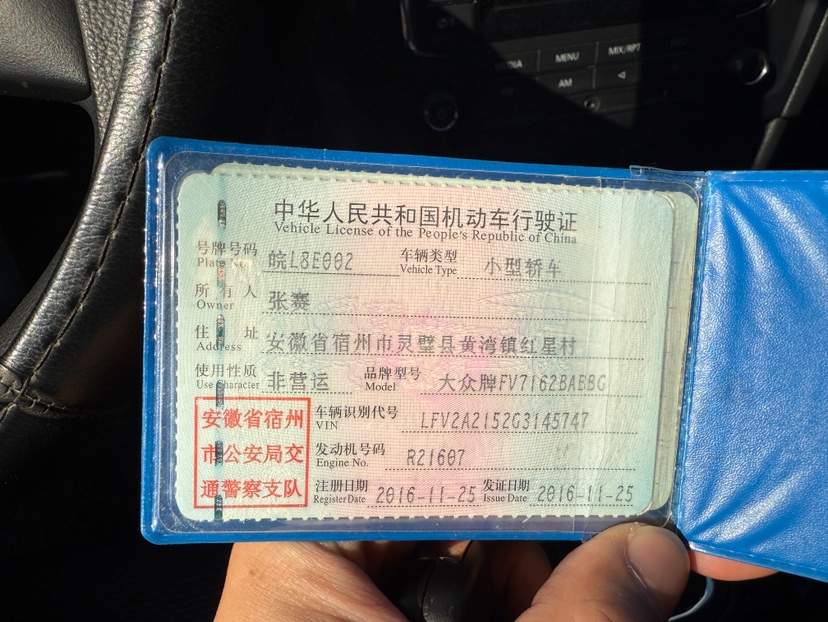 MENU
MIX/RPT
AM
中华人民共和国机动车行驶证
Vehicle License of the People's Republic of China
号牌号码 皖L8E002 车辆类型 小型轿车
Plate No. Vehicle Type
所有人 张赛
Owner
住址 安徽省宿州市灵璧县黄湾镇红星村
Address
使用性质 非营运 品牌型号 大众牌FV7162BABBG
Use Character Model
安徽省宿州 车辆识别代号 LFV2A2152G3145747
VIN
市公安局交 发动机号码 R21607
Engine No.
通警察支队 注册日期 2016-11-25 发证日期 2016-11-25
Register Date Issue Date